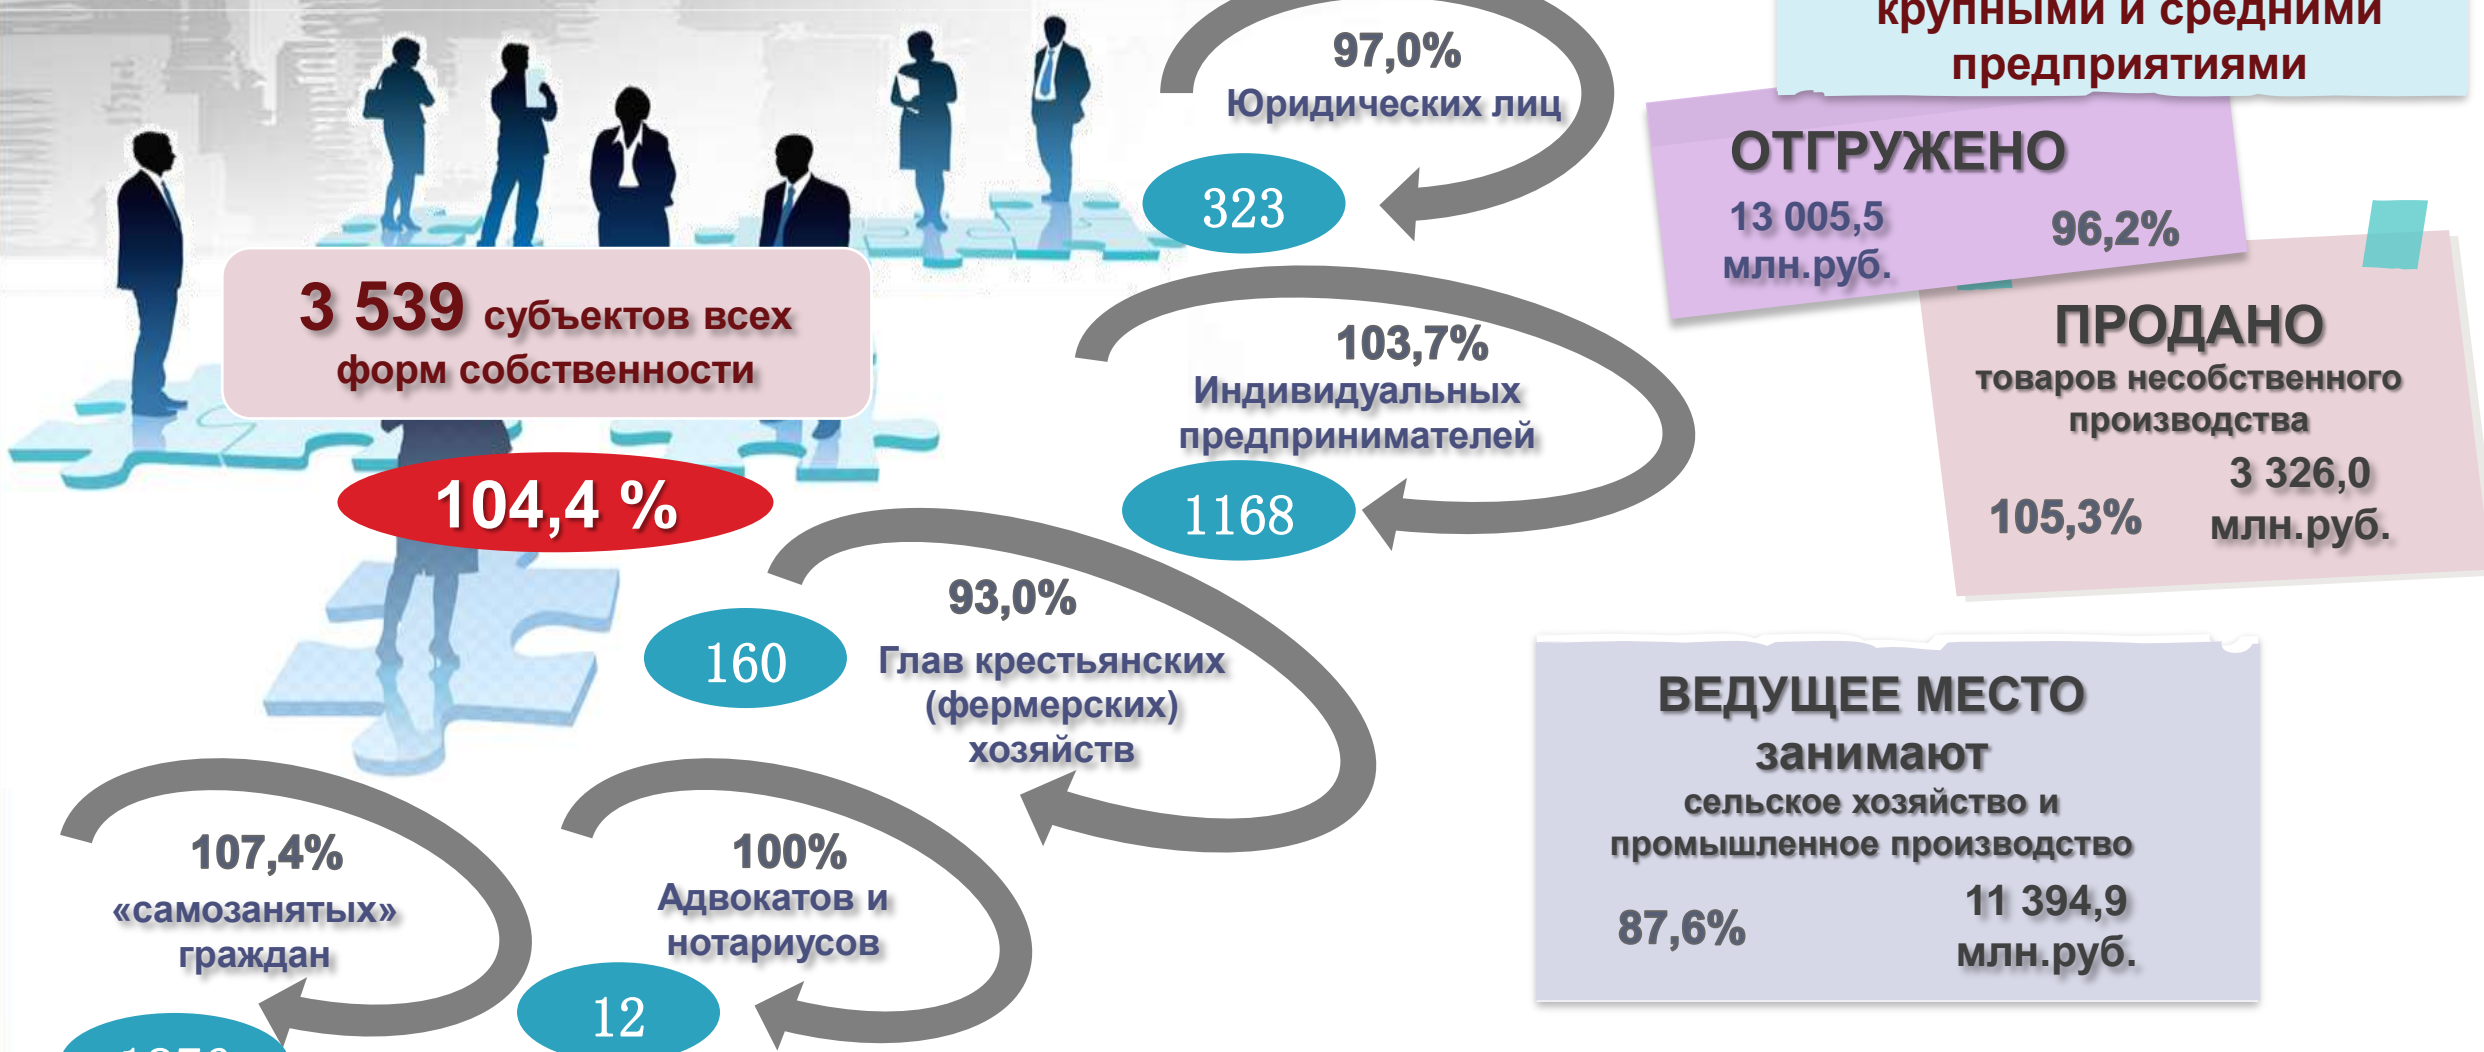 97,0%
Юридических лиц
323
3 539 субъектов всех
форм собственности
104,4 %
103,7%
Индивидуальных
предпринимателей
1168
93,0%
160
Глав крестьянских
(фермерских)
хозяйств
107,4%
«самозанятых»
граждан
100%
Адвокатов и
нотариусов
12
крупными и средними
предприятиями
ОТГРУЖЕНО
13 005,5
млн.руб.
96,2%
ПРОДАНО
товаров несобственного
производства
3 326,0
млн.руб.
105,3%
ВЕДУЩЕЕ МЕСТО
занимают
сельское хозяйство и
промышленное производство
87,6%
11 394,9
млн.руб.